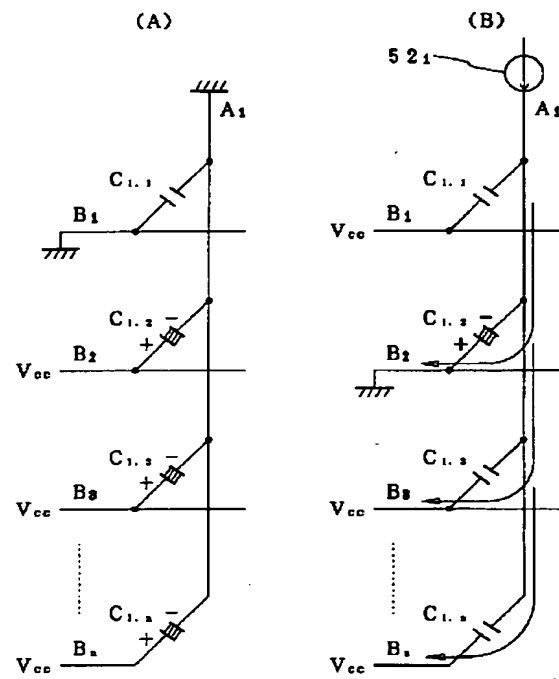 (A)
A₁
C₁.₁
B₁
C₁.₂
− +
B₂
Vcc
C₁.₃
− +
B₃
Vcc
C₁.ₙ
− +
Bₙ
Vcc
(B)
52₁
A₁
C₁.₁
B₁
Vcc
C₁.₂
− +
B₂
C₁.₃
B₃
Vcc
C₁.ₙ
Bₙ
Vcc